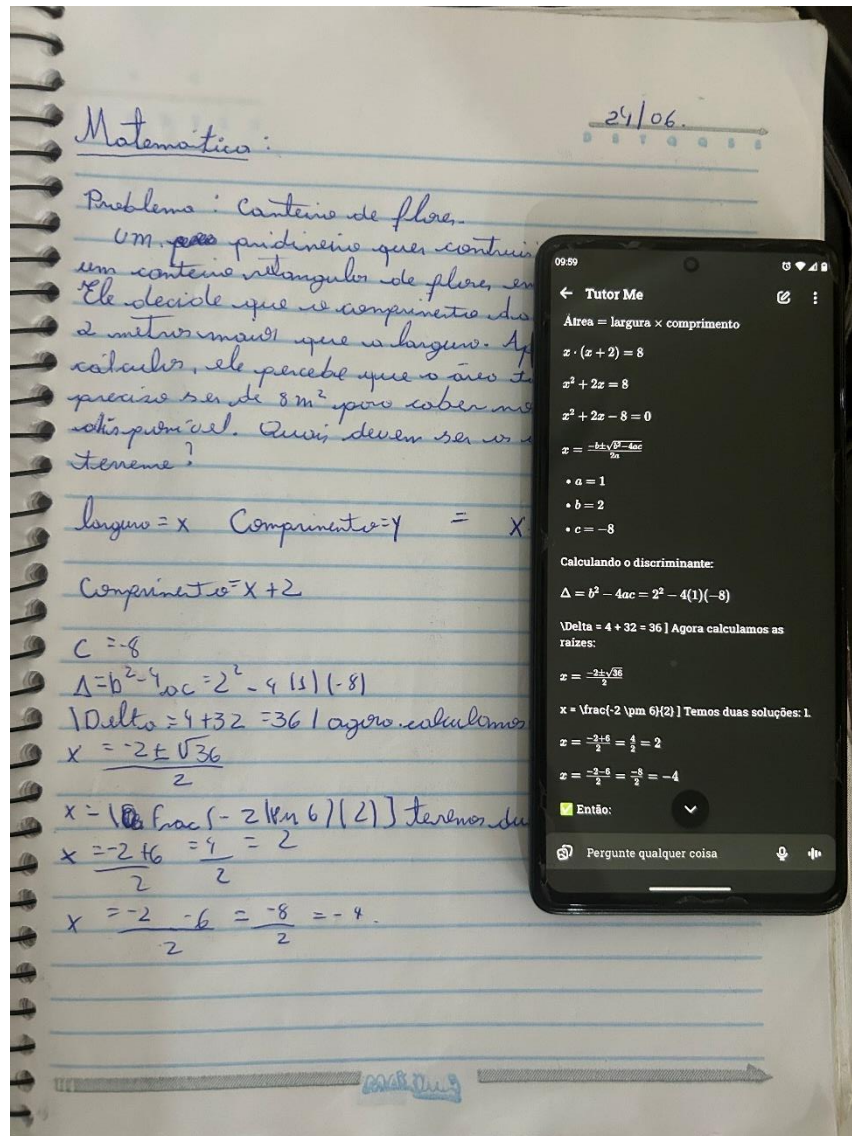 24/06.
D S T Q Q S S
Matemática:
Problema: Canteiro de flores.
Um pridineiro quer contruir
um canteiro retangular de flores em
Ele decide que o comprimento do
2 metros maior que a largura. Ap
cálculos, ele percebe que a área
precisa ser de 8 m² para caber no
disponível. Quais devem ser as
terreno?
largura = x Comprimento = y = x
Comprimento = x + 2
C = -8
Δ = b² - 4ac = 2² - 4 (1) (-8)
\Delta = 4 + 32 = 36 ] agora calculamos
x = -2 ± √36 / 2
x = \frac{-2 \pm 6}{2} ] temos du
x = -2+6 / 2 = 4/2 = 2
x = -2 -6 / 2 = -8/2 = -4.
09:59
Tutor Me
Área = largura × comprimento
x · (x + 2) = 8
x² + 2x = 8
x² + 2x − 8 = 0
x = −b±√b²−4ac / 2a
• a = 1
• b = 2
• c = −8
Calculando o discriminante:
Δ = b² − 4ac = 2² − 4(1)(−8)
\Delta = 4 + 32 = 36 ] Agora calculamos as
raízes:
x = −2±√36 / 2
x = \frac{-2 \pm 6}{2} ] Temos duas soluções: 1.
x = −2+6 / 2 = 4/2 = 2
x = −2−6 / 2 = −8/2 = −4
✅ Então:
Pergunte qualquer coisa